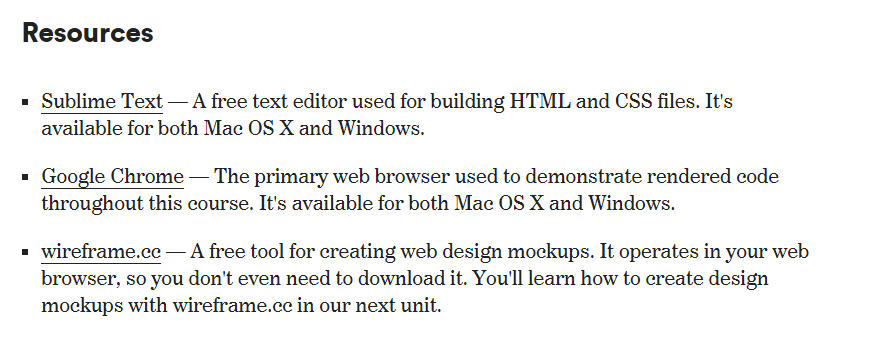 Resources
Sublime Text — A free text editor used for building HTML and CSS files. It's
available for both Mac OS X and Windows.
Google Chrome — The primary web browser used to demonstrate rendered code
throughout this course. It's available for both Mac OS X and Windows.
wireframe.cc — A free tool for creating web design mockups. It operates in your web
browser, so you don't even need to download it. You'll learn how to create design
mockups with wireframe.cc in our next unit.